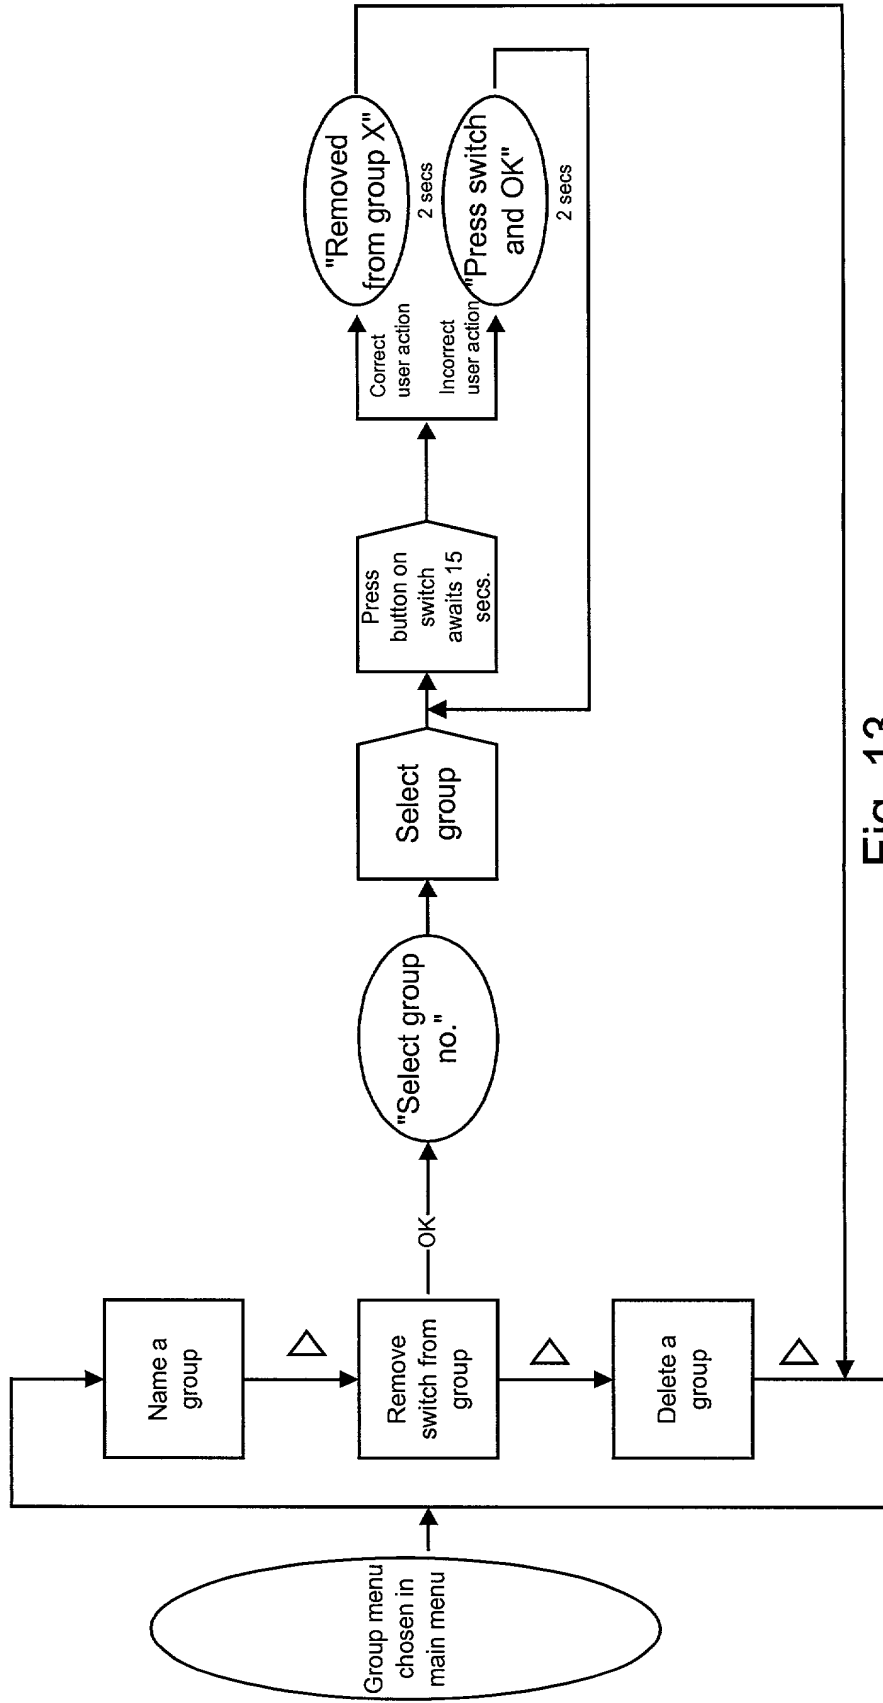 Group menu
chosen in
main menu
Name a
group
Remove
switch from
group
Delete a
group
OK
"Select group
no."
Select
group
Press
button on
switch
awaits 15
secs.
Correct
user action
Incorrect
user action
"Removed
from group X"
2 secs
"Press switch
and OK"
2 secs
Fig. 13